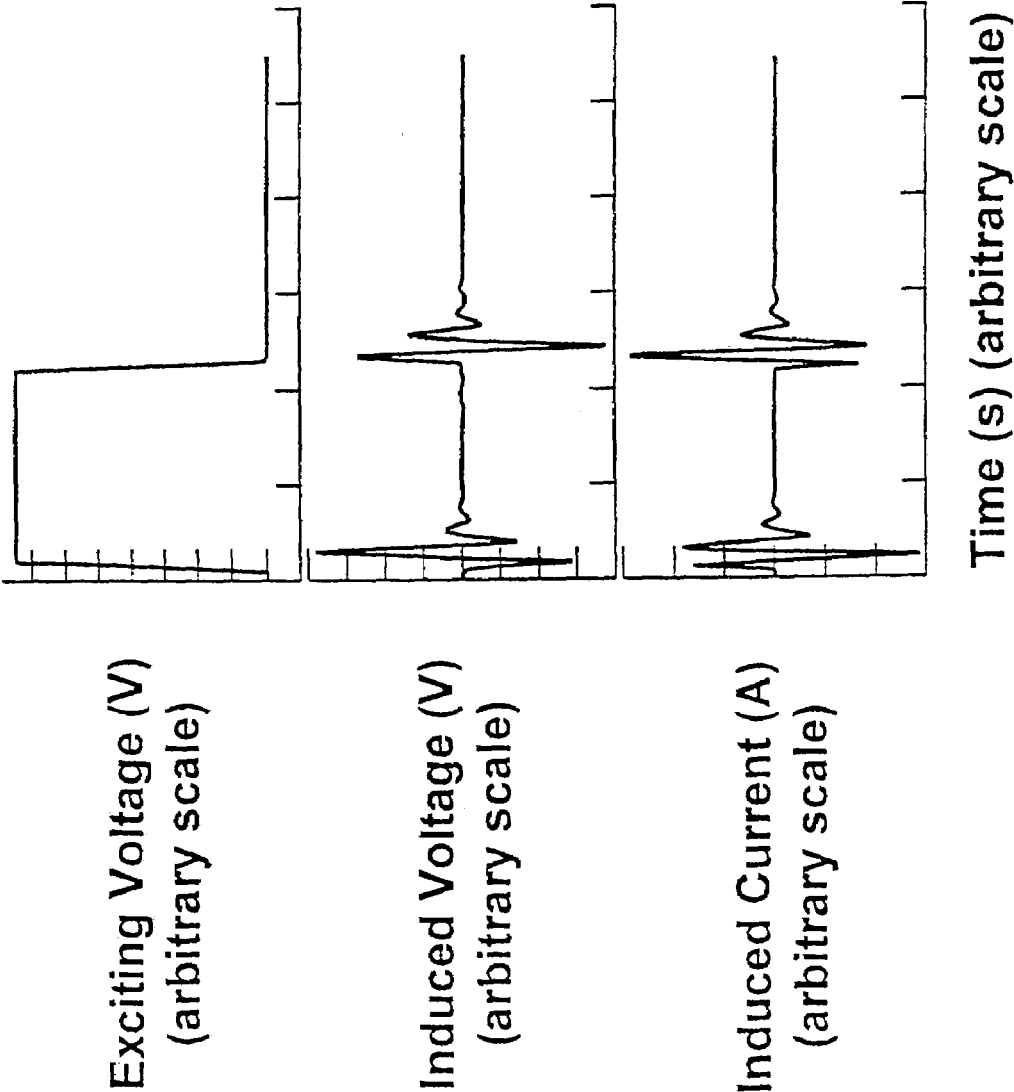 Exciting Voltage (V)
(arbitrary scale)
Induced Voltage (V)
(arbitrary scale)
Induced Current (A)
(arbitrary scale)
Time (s) (arbitrary scale)